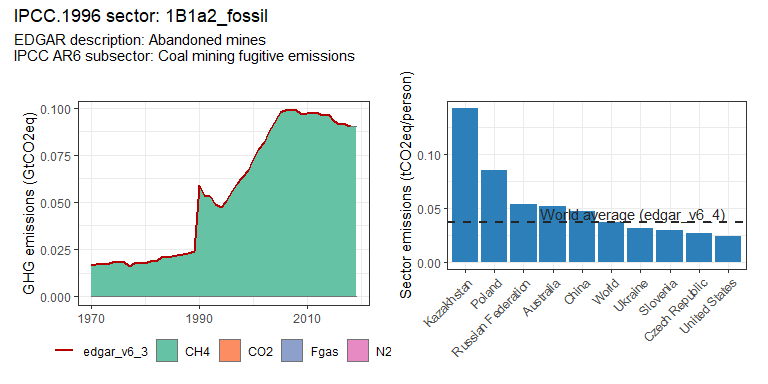 IPCC.1996 sector: 1B1a2_fossil
EDGAR description: Abandoned mines
IPCC AR6 subsector: Coal mining fugitive emissions
GHG emissions (GtCO2eq)
0.100
0.075
0.050
0.025
0.000
1970
1990
2010
edgar_v6_3
CH4
CO2
Fgas
N2
Sector emissions (tCO2eq/person)
0.10
0.05
0.00
World average (edgar_v6_4)
Kazakhstan
Poland
Russian Federation
Australia
China
World
Ukraine
Slovenia
Czech Republic
United States